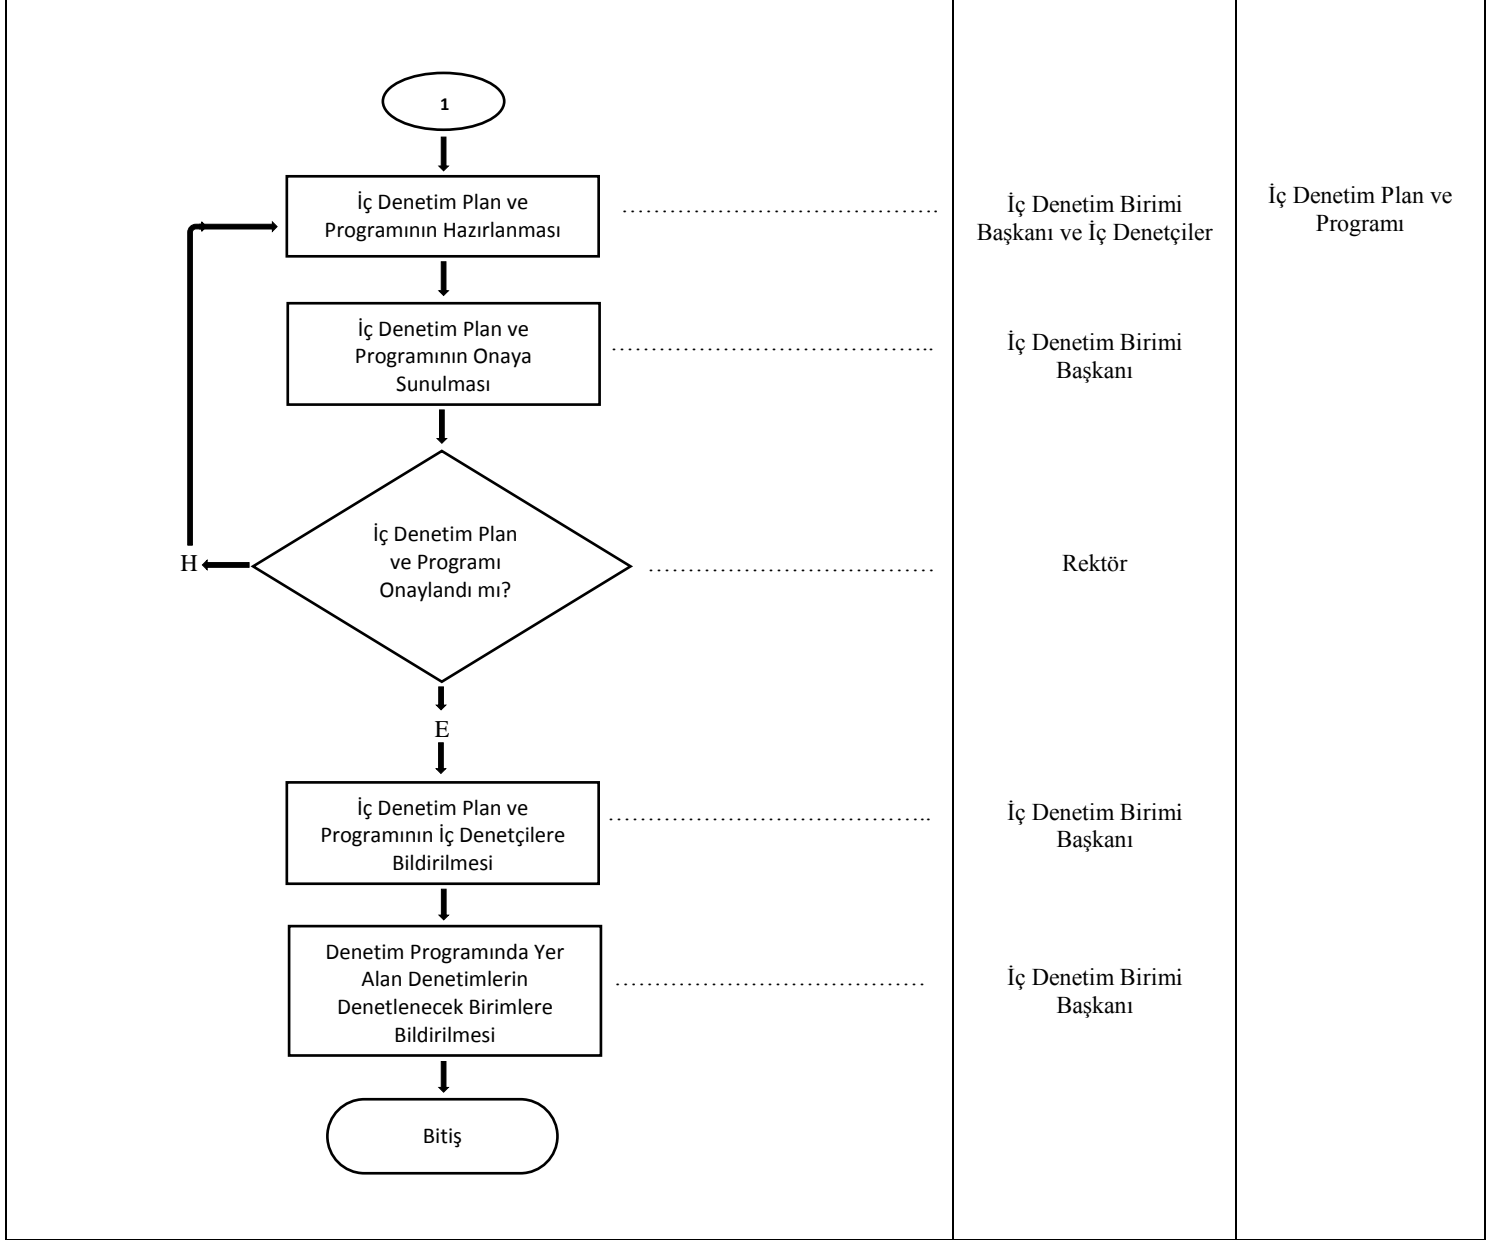 1
İç Denetim Plan ve
Programının Hazırlanması
....................................
İç Denetim Birimi
Başkanı ve İç Denetçiler
İç Denetim Plan ve
Programı
İç Denetim Plan ve
Programının Onaya
Sunulması
....................................
İç Denetim Birimi
Başkanı
İç Denetim Plan
ve Programı
Onaylandı mı?
H
....................................
Rektör
E
İç Denetim Plan ve
Programının İç Denetçilere
Bildirilmesi
....................................
İç Denetim Birimi
Başkanı
Denetim Programında Yer
Alan Denetimlerin
Denetlenecek Birimlere
Bildirilmesi
....................................
İç Denetim Birimi
Başkanı
Bitiş